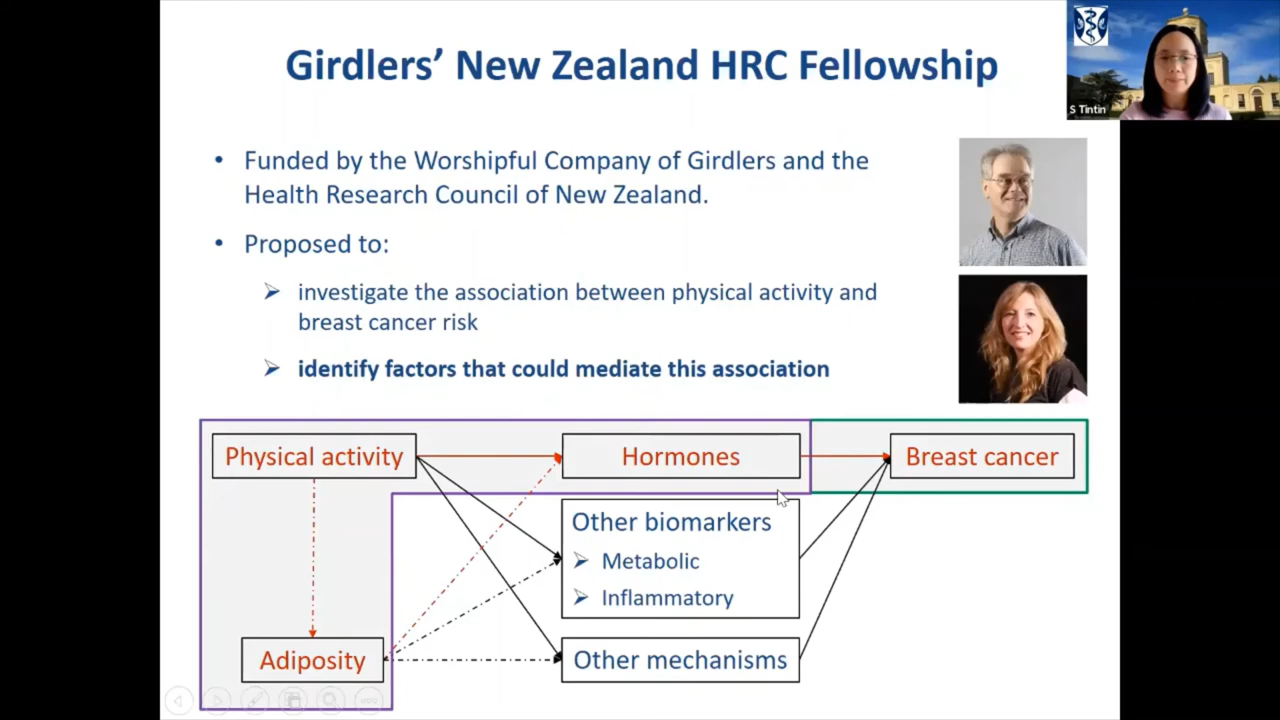 Girdlers’ New Zealand HRC Fellowship
S Tintin
• Funded by the Worshipful Company of Girdlers and the
Health Research Council of New Zealand.
• Proposed to:
➢ investigate the association between physical activity and
breast cancer risk
➢ identify factors that could mediate this association
Physical activity
Hormones
Breast cancer
Other biomarkers
➢ Metabolic
➢ Inflammatory
Adiposity
Other mechanisms